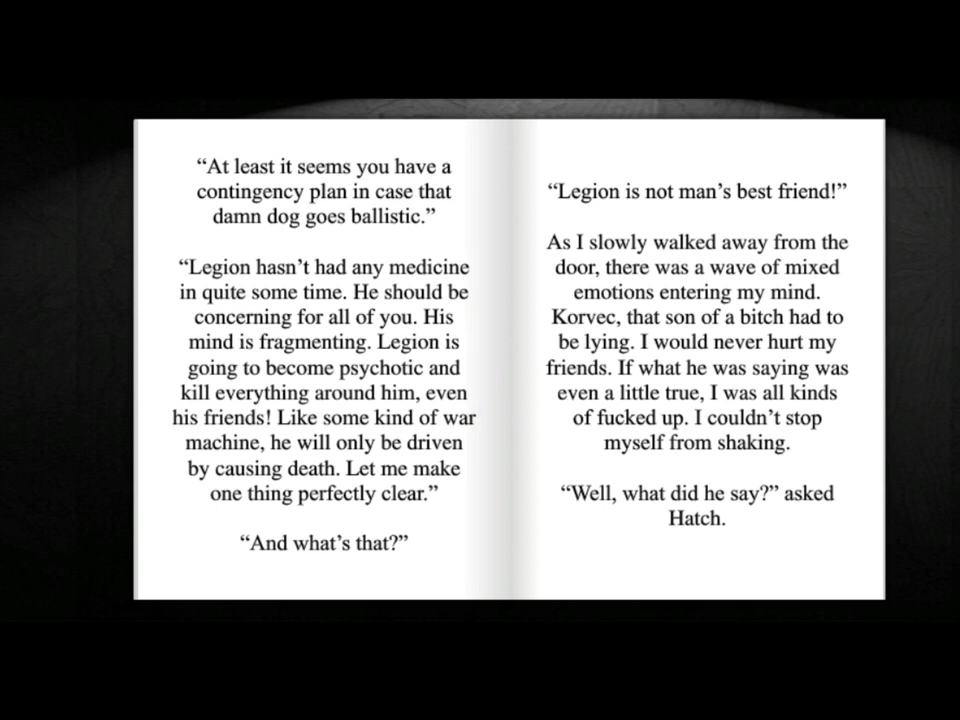 “At least it seems you have a
contingency plan in case that
damn dog goes ballistic.”
“Legion hasn’t had any medicine
in quite some time. He should be
concerning for all of you. His
mind is fragmenting. Legion is
going to become psychotic and
kill everything around him, even
his friends! Like some kind of war
machine, he will only be driven
by causing death. Let me make
one thing perfectly clear.”
“And what’s that?”
“Legion is not man’s best friend!”
As I slowly walked away from the
door, there was a wave of mixed
emotions entering my mind.
Korvec, that son of a bitch had to
be lying. I would never hurt my
friends. If what he was saying was
even a little true, I was all kinds
of fucked up. I couldn’t stop
myself from shaking.
“Well, what did he say?” asked
Hatch.